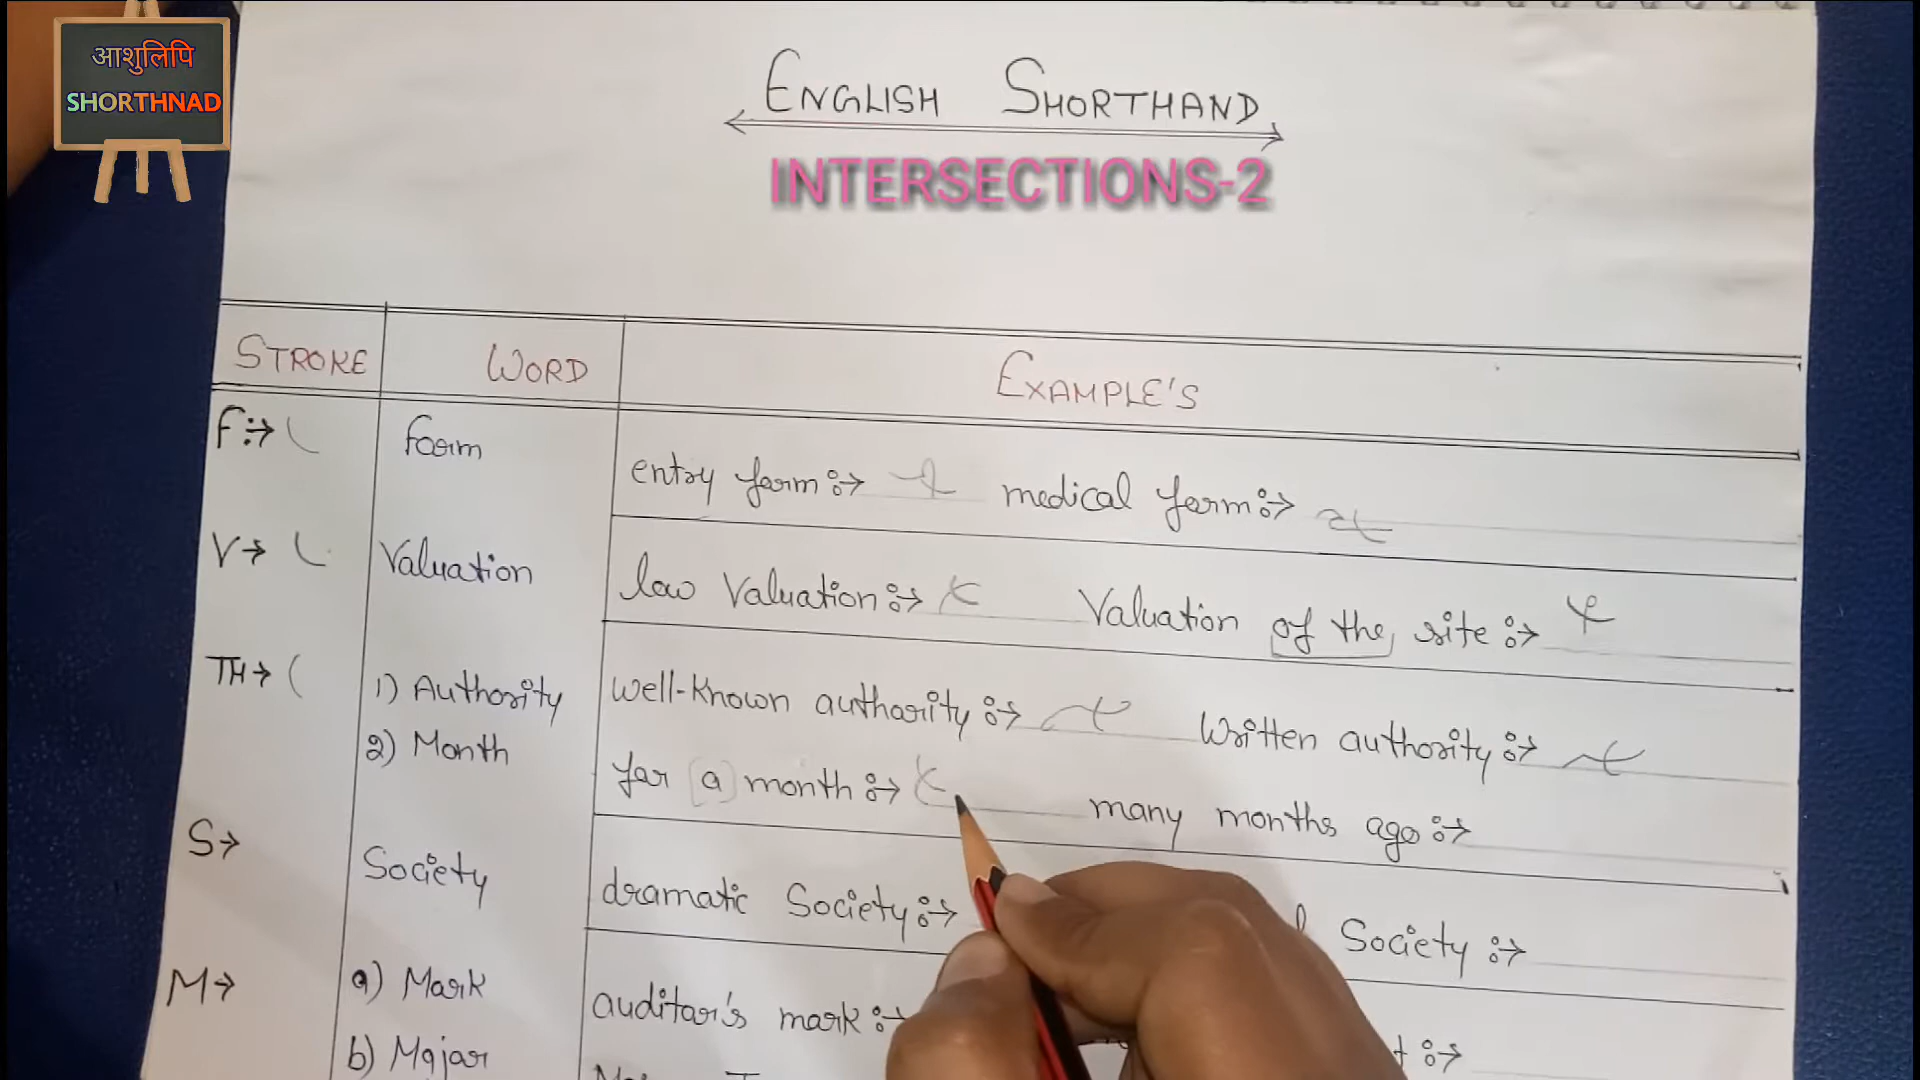 आशुलिपि
SHORTHNAD
ENGLISH SHORTHAND
INTERSECTIONS-2
STROKE WORD EXAMPLE'S
F:→ form
entry form:→ medical form:→
V→ Valuation
low Valuation:→ Valuation of the site:→
TH→ 1) Authority
well-known authority:→ Written authority:→
2) Month
for a month:→ many months ago:→
S→ Society
dramatic Society:→ Society:→
M→ a) Mark
auditor's mark:→
b) Major